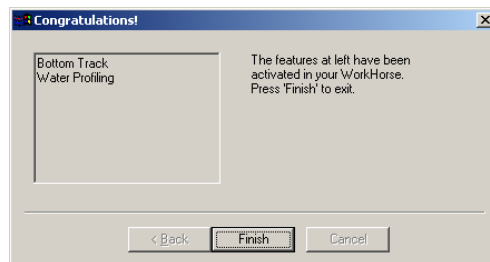 Congratulations!
Bottom Track
Water Profiling
The features at left have been
activated in your WorkHorse.
Press 'Finish' to exit.
< Back
Finish
Cancel